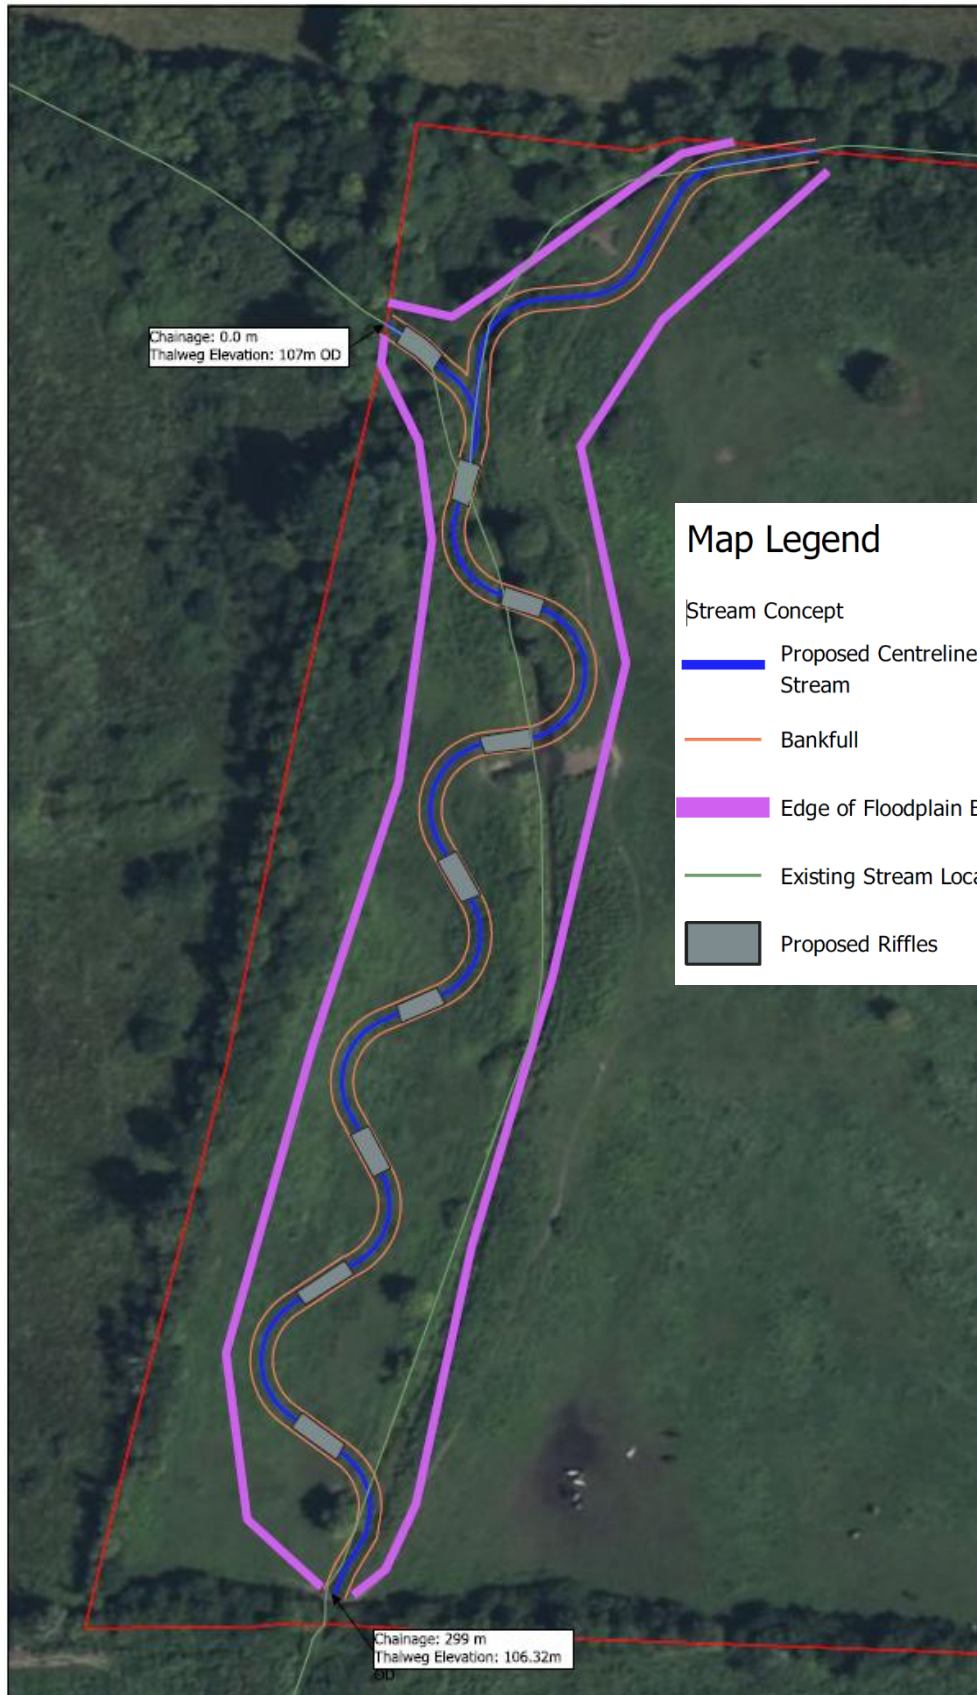 Chainage: 0.0 m
Thalweg Elevation: 107m OD
Map Legend
Stream Concept
Proposed Centreline
Stream
Bankfull
Edge of Floodplain E
Existing Stream Loca
Proposed Riffles
Chainage: 299 m
Thalweg Elevation: 106.32m
OD